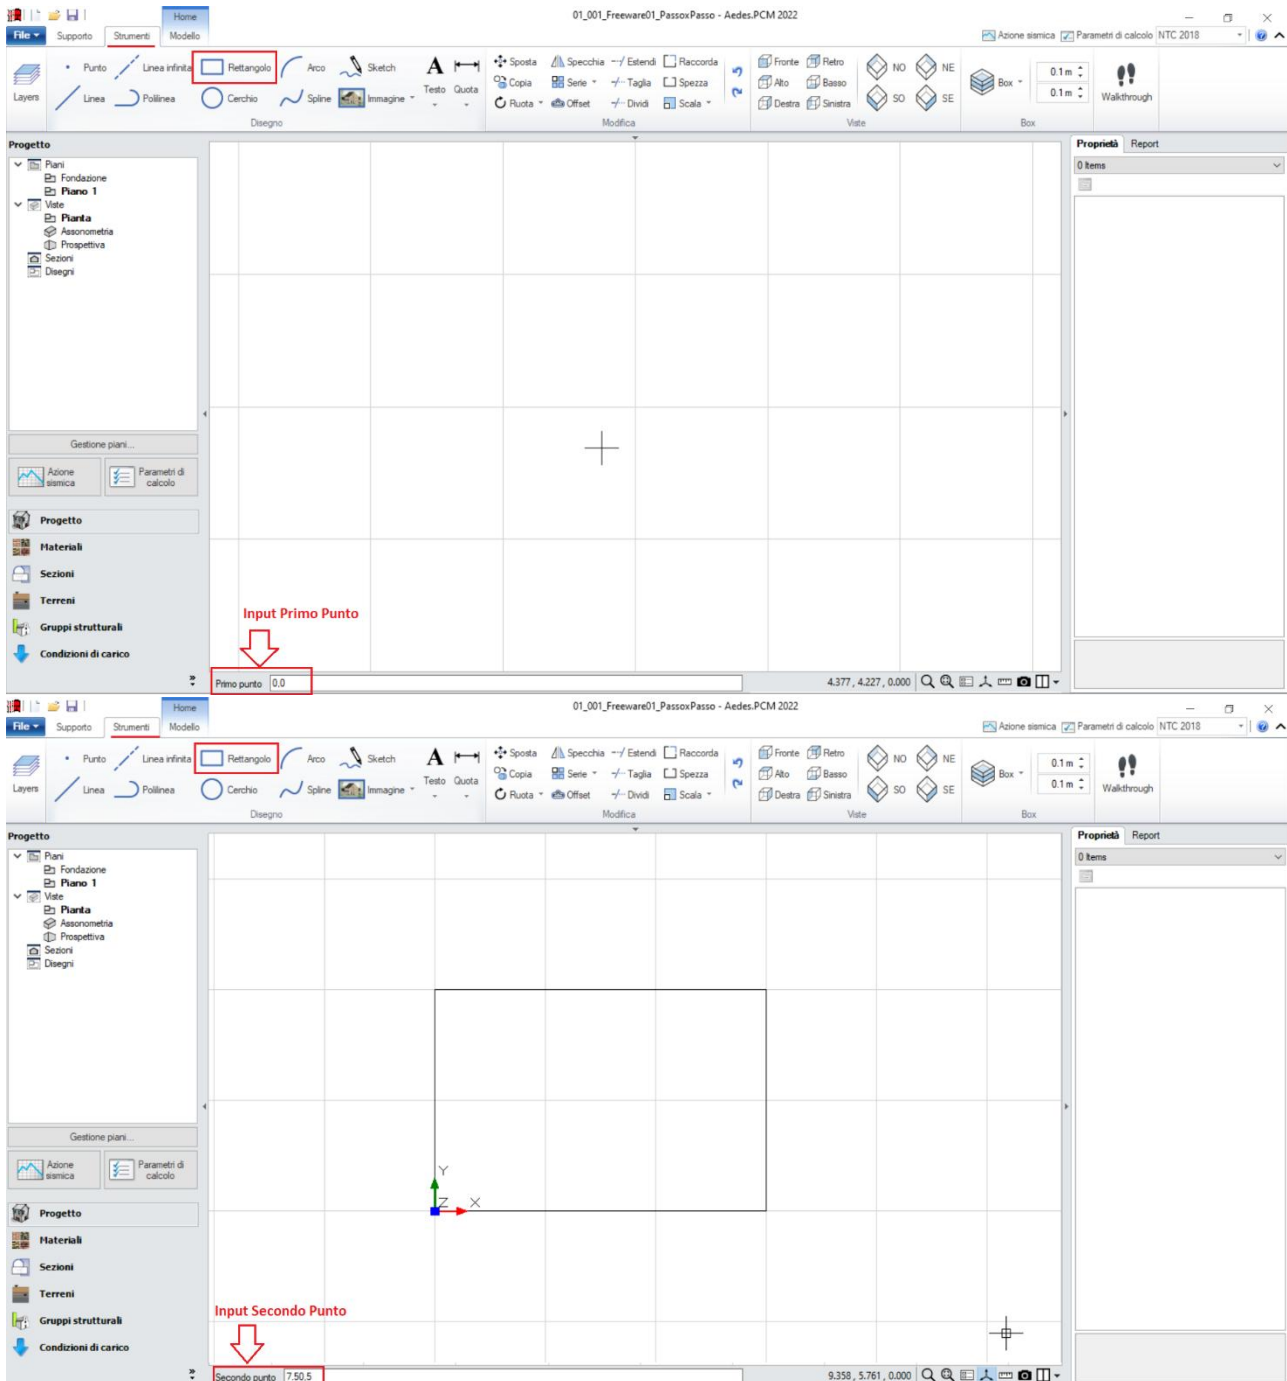 Home
01_001_Freeware01_PassoxPasso - Aedes.PCM 2022
File Supporto Strumenti Modello
Azione sismica Parametri di calcolo NTC 2018
Punto Linea infinita Rettangolo Arco Sketch
Layers Linea Polilinea Cerchio Spline Immagine
A Testo Quota
Sposta Specchia Estendi Raccorda
Copia Serie Taglia Spezza
Ruota Offset Dividi Scala
Fronte Retro NO NE
Alto Basso
Destra Sinistra SO SE
Box 0.1 m
0.1 m
Walkthrough
Disegno Modifica Viste Box
Progetto
Piani
Fondazione
Piano 1
Viste
Pianta
Assonometria
Prospettiva
Sezioni
Disegni
Proprietà Report
0 Items
Gestione piani...
Azione sismica
Parametri di calcolo
Progetto
Materiali
Sezioni
Terreni
Gruppi strutturali
Condizioni di carico
Input Primo Punto
Primo punto 0,0
4.377 , 4.227 , 0.000
Home
01_001_Freeware01_PassoxPasso - Aedes.PCM 2022
File Supporto Strumenti Modello
Azione sismica Parametri di calcolo NTC 2018
Punto Linea infinita Rettangolo Arco Sketch
Layers Linea Polilinea Cerchio Spline Immagine
A Testo Quota
Sposta Specchia Estendi Raccorda
Copia Serie Taglia Spezza
Ruota Offset Dividi Scala
Fronte Retro NO NE
Alto Basso
Destra Sinistra SO SE
Box 0.1 m
0.1 m
Walkthrough
Disegno Modifica Viste Box
Progetto
Piani
Fondazione
Piano 1
Viste
Pianta
Assonometria
Prospettiva
Sezioni
Disegni
Proprietà Report
0 Items
Y
Z X
Gestione piani...
Azione sismica
Parametri di calcolo
Progetto
Materiali
Sezioni
Terreni
Gruppi strutturali
Condizioni di carico
Input Secondo Punto
Secondo punto 7.50,5
9.358 , 5.761 , 0.000